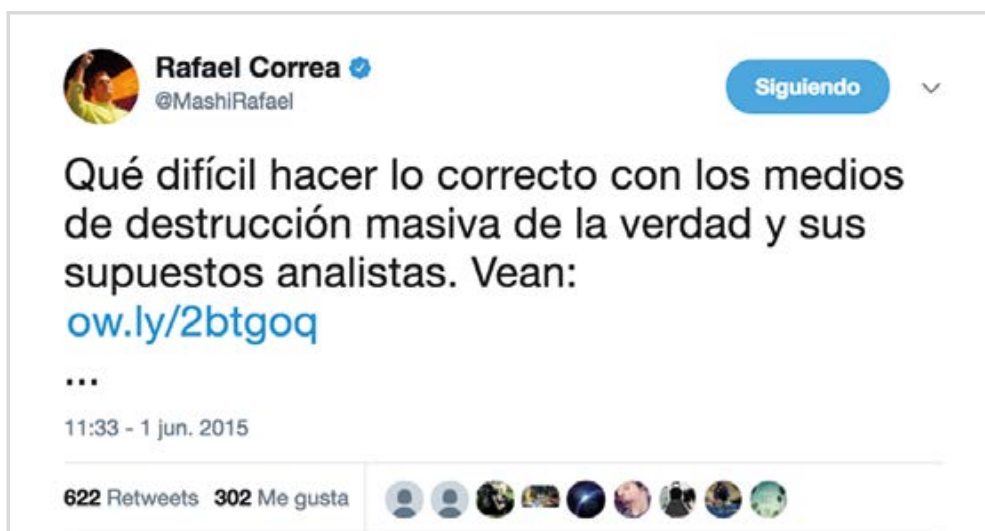 Rafael Correa
@MashiRafael
Siguiendo
Qué difícil hacer lo correcto con los medios
de destrucción masiva de la verdad y sus
supuestos analistas. Vean:
ow.ly/2btgoq
...
11:33 - 1 jun. 2015
622 Retweets 302 Me gusta